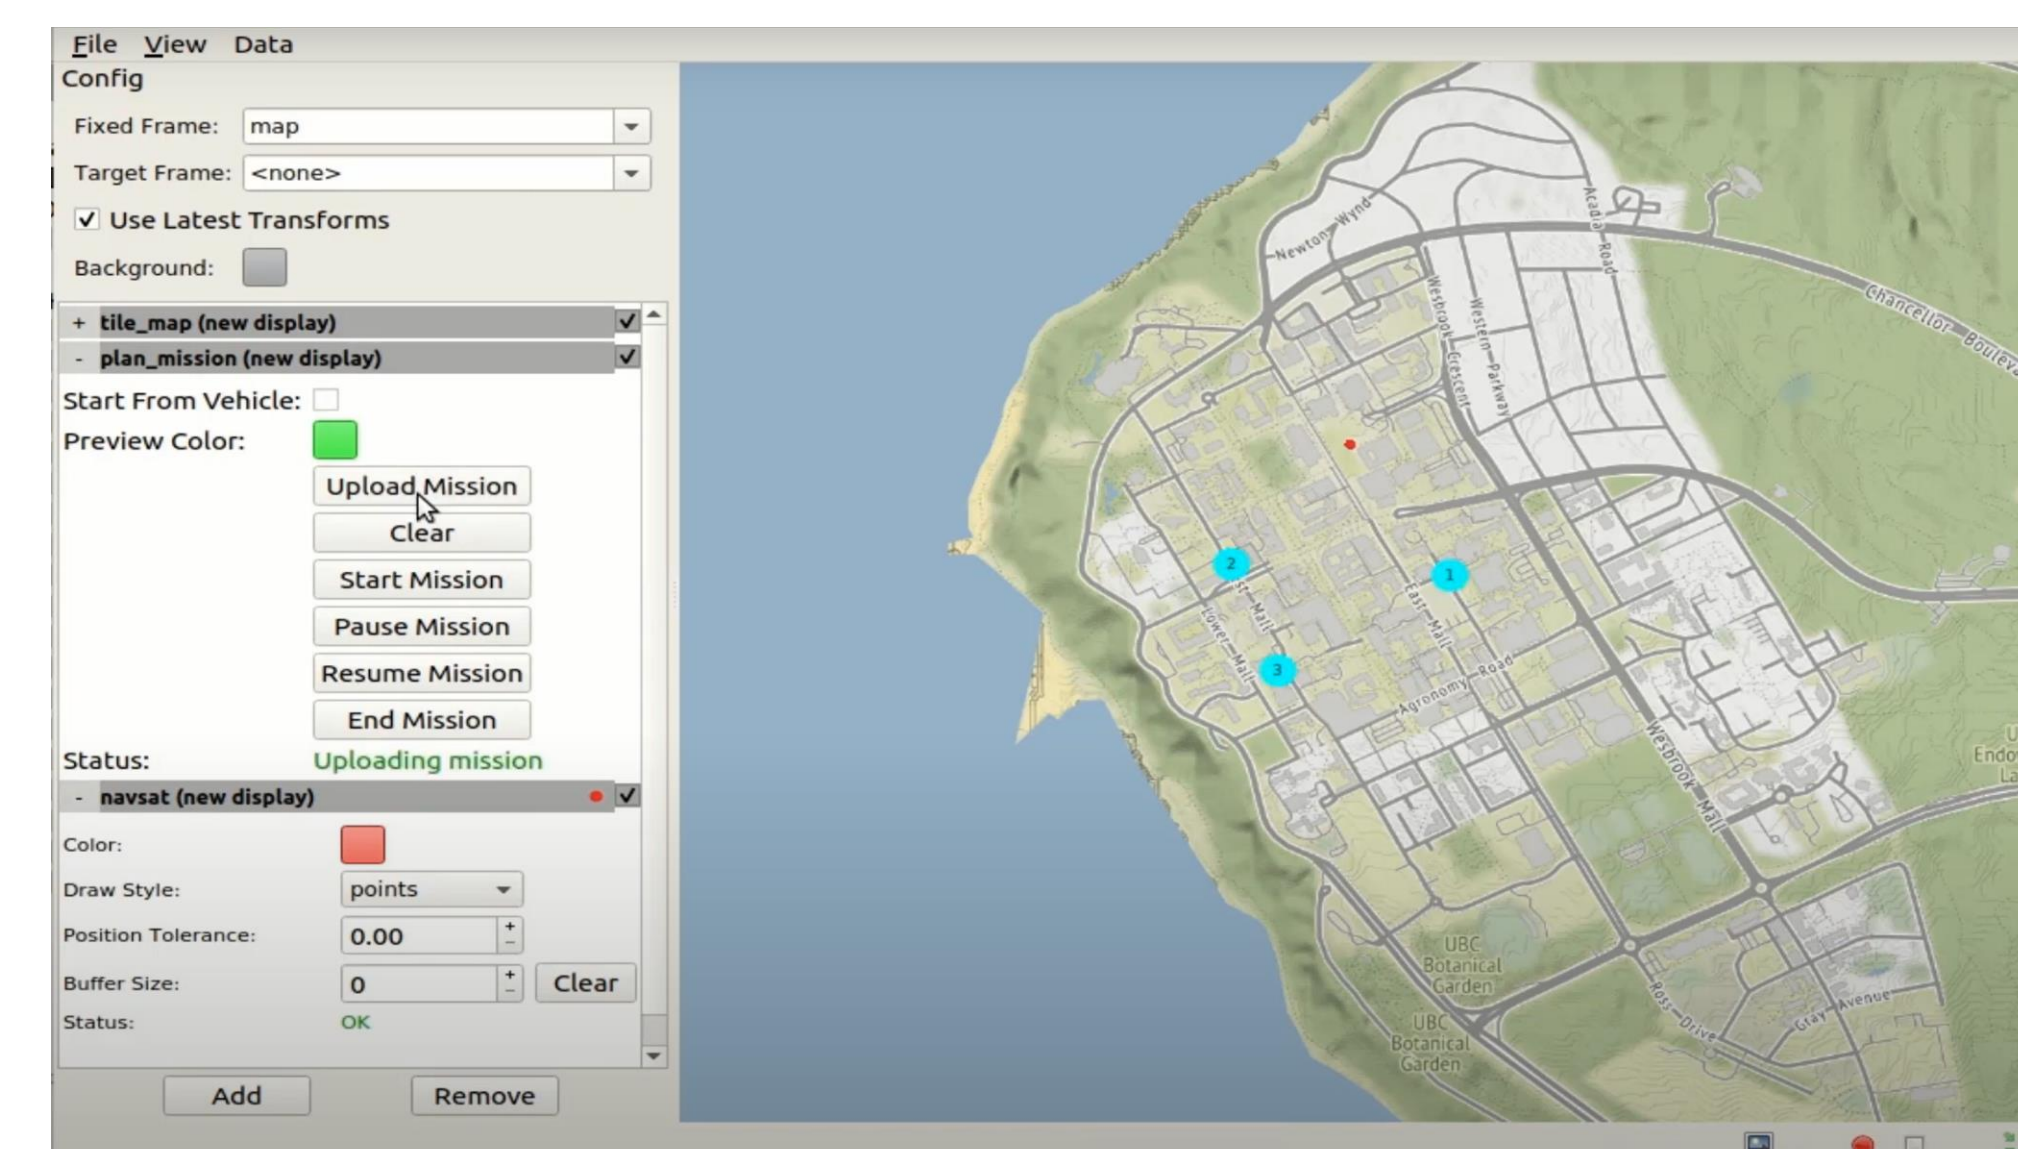 File View Data
Config
Fixed Frame: map
Target Frame: <none>
Use Latest Transforms
Background:
+ tile_map (new display)
- plan_mission (new display)
Start From Vehicle:
Preview Color:
Upload Mission
Clear
Start Mission
Pause Mission
Resume Mission
End Mission
Status: Uploading mission
- navsat (new display)
Color:
Draw Style: points
Position Tolerance: 0.00
Buffer Size: 0 Clear
Status: OK
Add Remove
Newton Wynd
Acadia Road
Chancellor Boulev
Wesbrook Crescent
Western Parkway
2
1
st Mall
Lower Mall
East Mall
3
Agronomy Road
Wesbrook Mall
U
Endo
La
UBC
Botanical
Garden
UBC
Botanical
Garden
Ross Drive
Gray Avenue